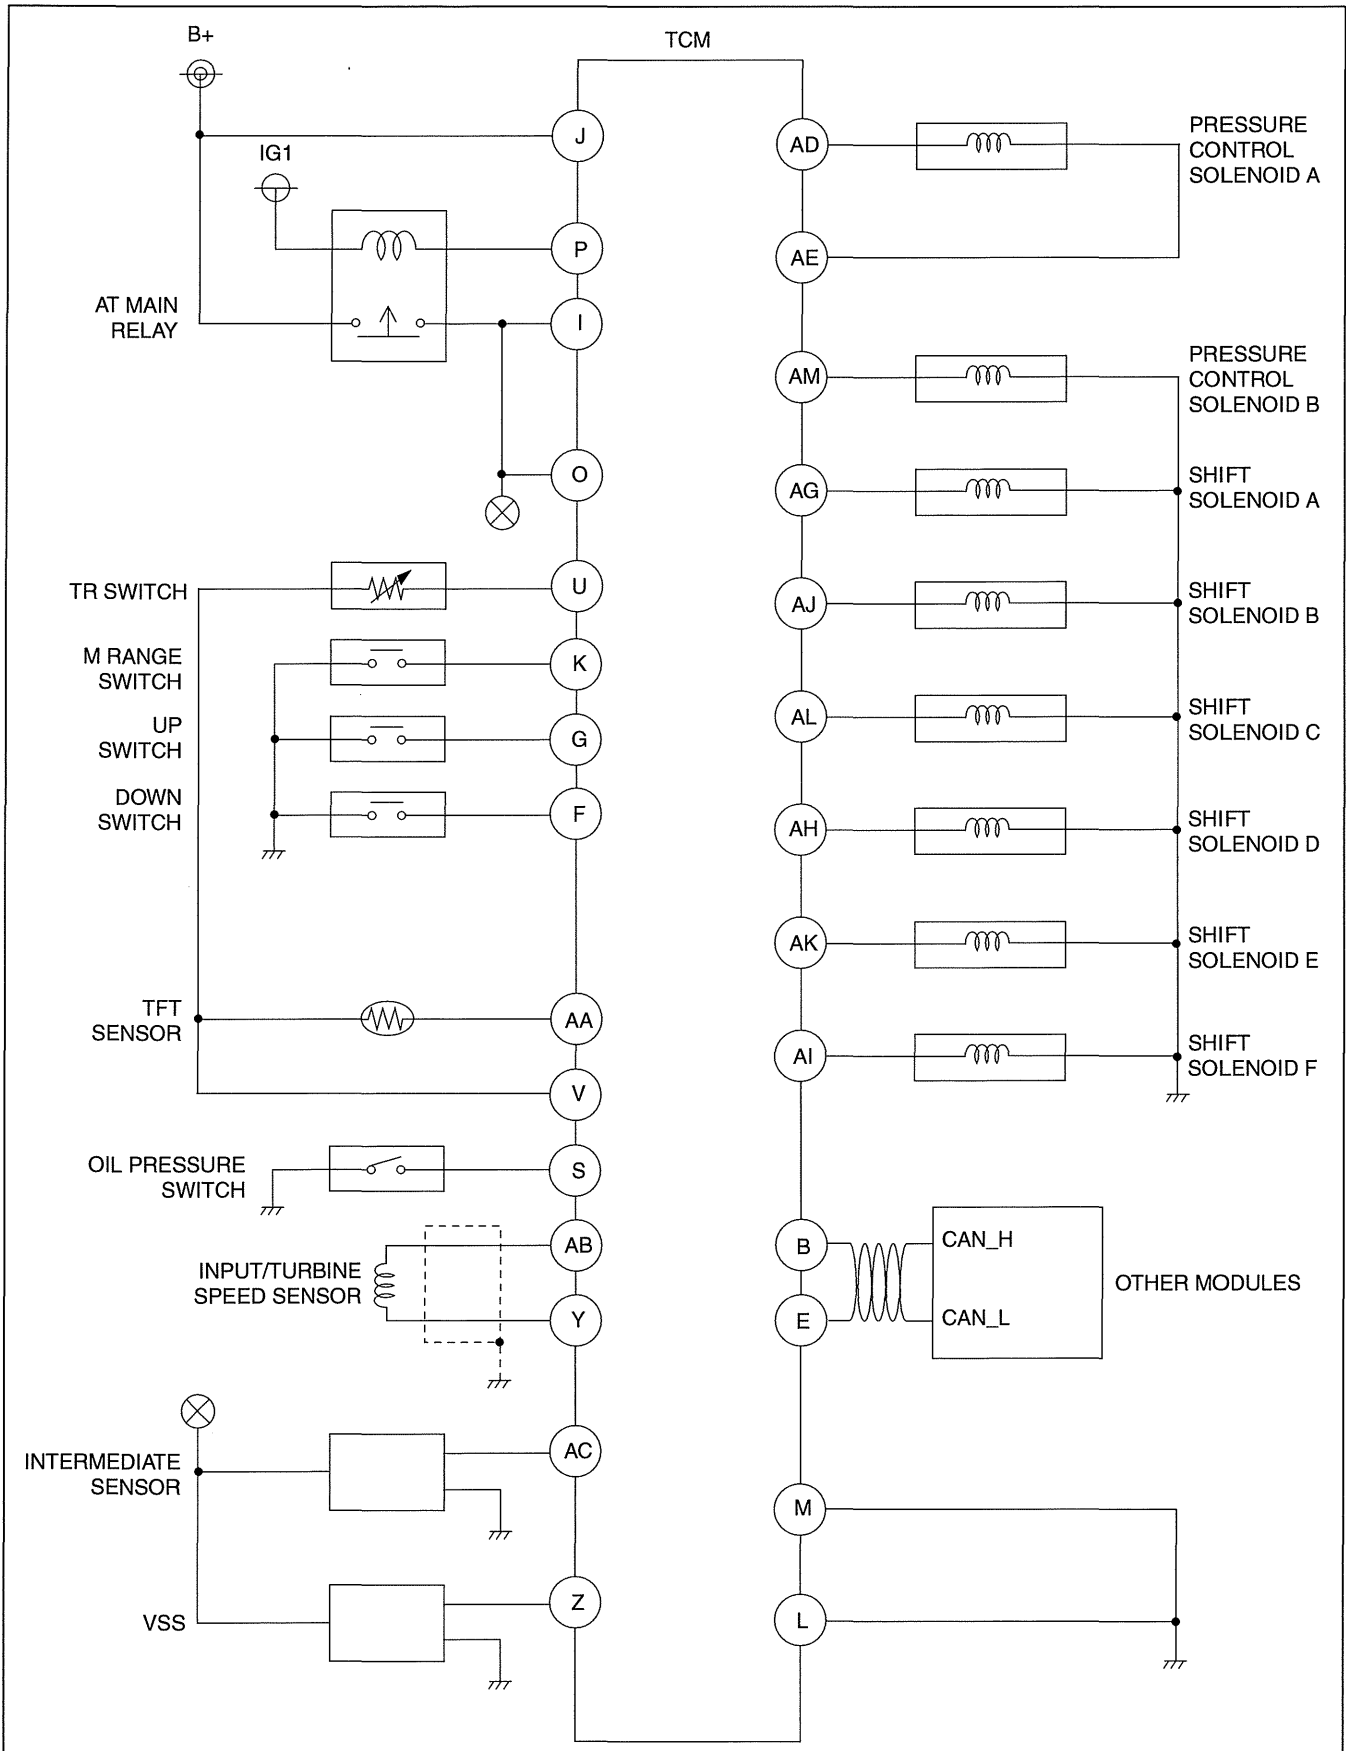 TCM
B+
J
IG1
P
AT MAIN
RELAY
I
O
TR SWITCH
U
M RANGE
SWITCH
K
UP
SWITCH
G
DOWN
SWITCH
F
TFT
SENSOR
AA
V
OIL PRESSURE
SWITCH
S
INPUT/TURBINE
SPEED SENSOR
AB
Y
INTERMEDIATE
SENSOR
AC
VSS
Z
AD
PRESSURE
CONTROL
SOLENOID A
AE
AM
PRESSURE
CONTROL
SOLENOID B
AG
SHIFT
SOLENOID A
AJ
SHIFT
SOLENOID B
AL
SHIFT
SOLENOID C
AH
SHIFT
SOLENOID D
AK
SHIFT
SOLENOID E
AI
SHIFT
SOLENOID F
B
CAN_H
E
CAN_L
OTHER MODULES
M
L